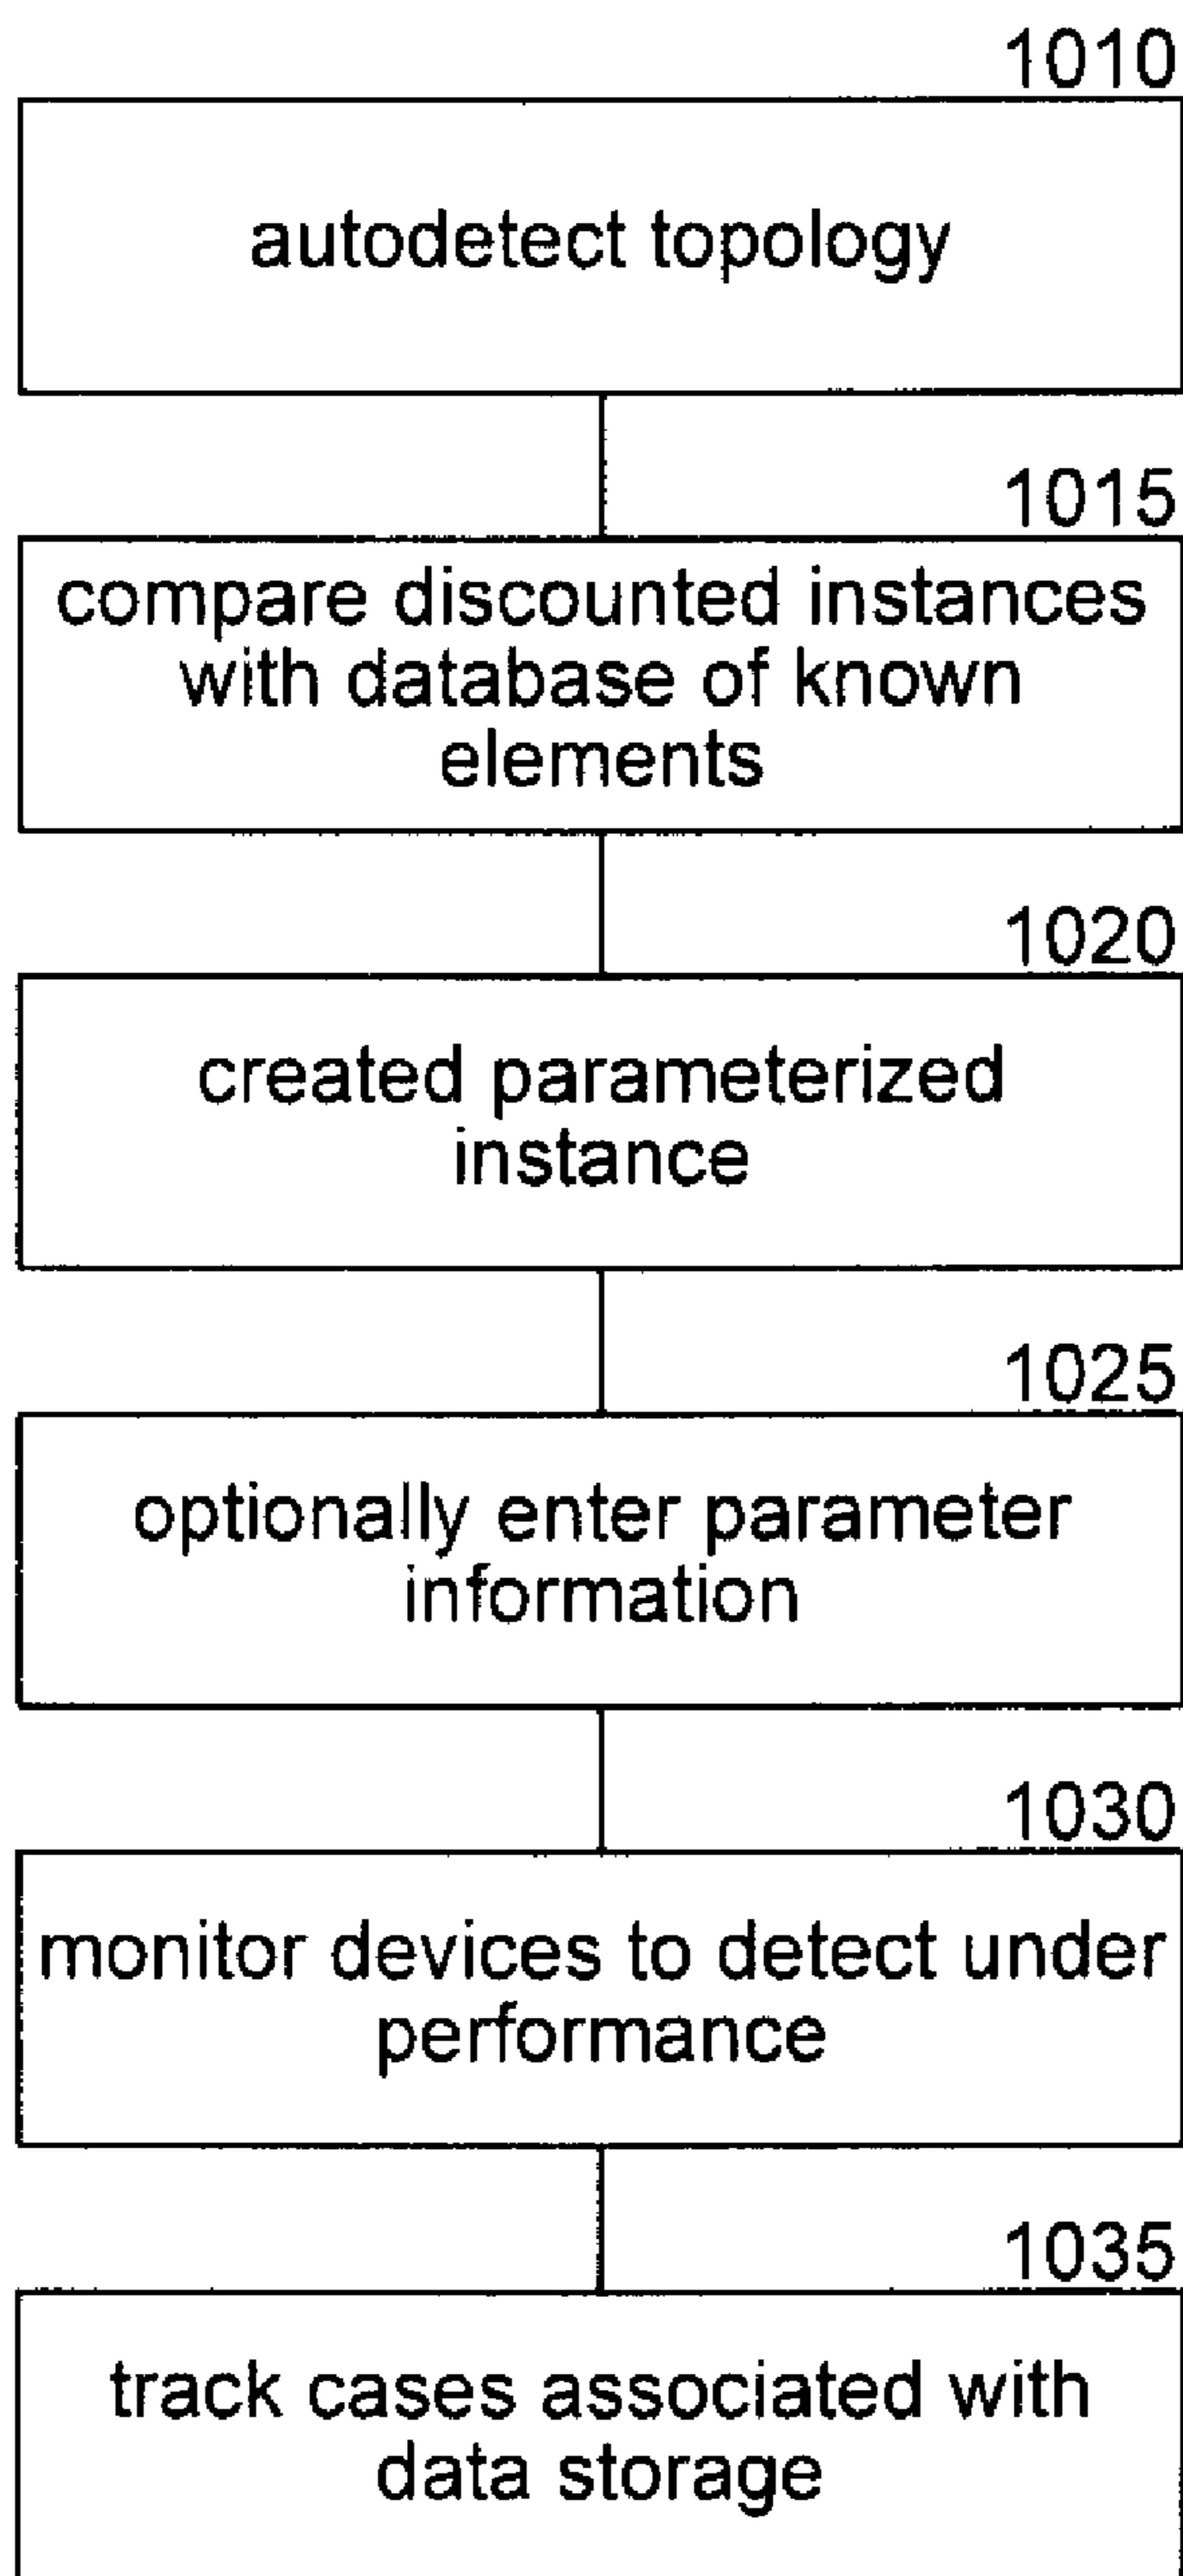 1010
autodetect topology
1015
compare discounted instances
with database of known
elements
1020
created parameterized
instance
1025
optionally enter parameter
information
1030
monitor devices to detect under
performance
1035
track cases associated with
data storage